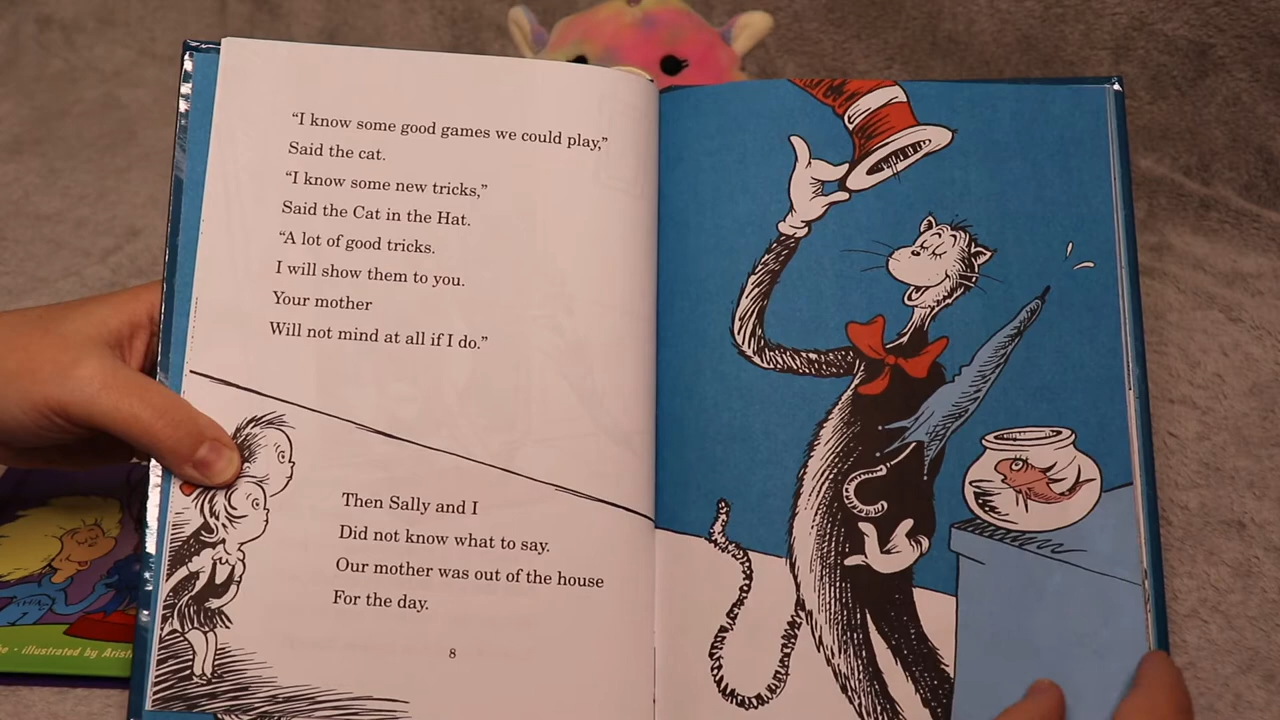 “I know some good games we could play,”
Said the cat.
“I know some new tricks,”
Said the Cat in the Hat.
“A lot of good tricks.
I will show them to you.
Your mother
Will not mind at all if I do.”
Then Sally and I
Did not know what to say.
Our mother was out of the house
For the day.
8
• illustrated by